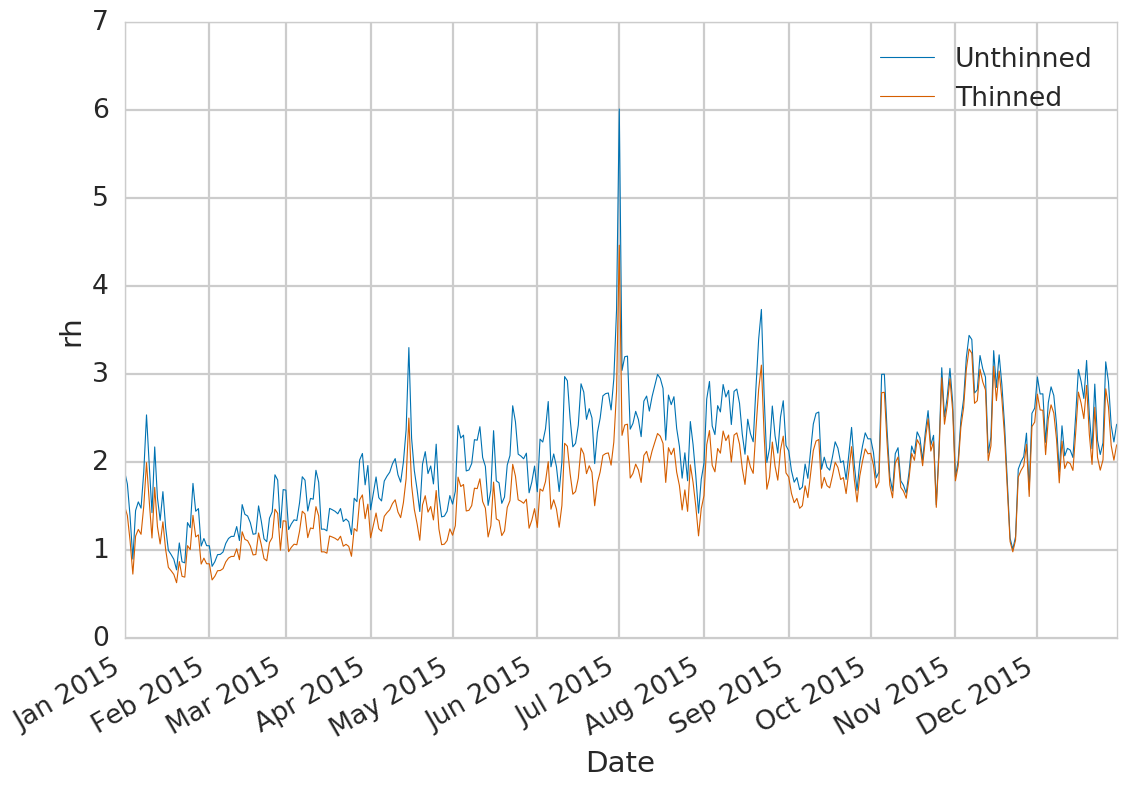 7
6
5
4
3
2
1
0
rh
Unthinned
Thinned
Jan 2015
Feb 2015
Mar 2015
Apr 2015
May 2015
Jun 2015
Jul 2015
Aug 2015
Sep 2015
Oct 2015
Nov 2015
Dec 2015
Date